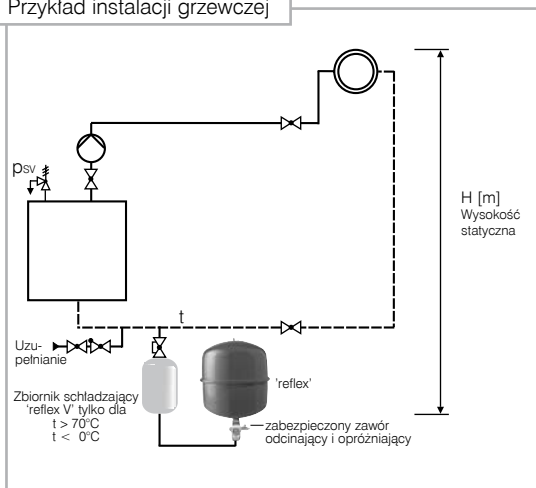 Przykład instalacji grzewczej
psv
H [m]
Wysokość
statyczna
t
Uzu-
pełnianie
Zbiornik schładzający
'reflex V' tylko dla
t > 70°C
t < 0°C
'reflex'
zabezpieczony zawór
odcinający i opróżniający